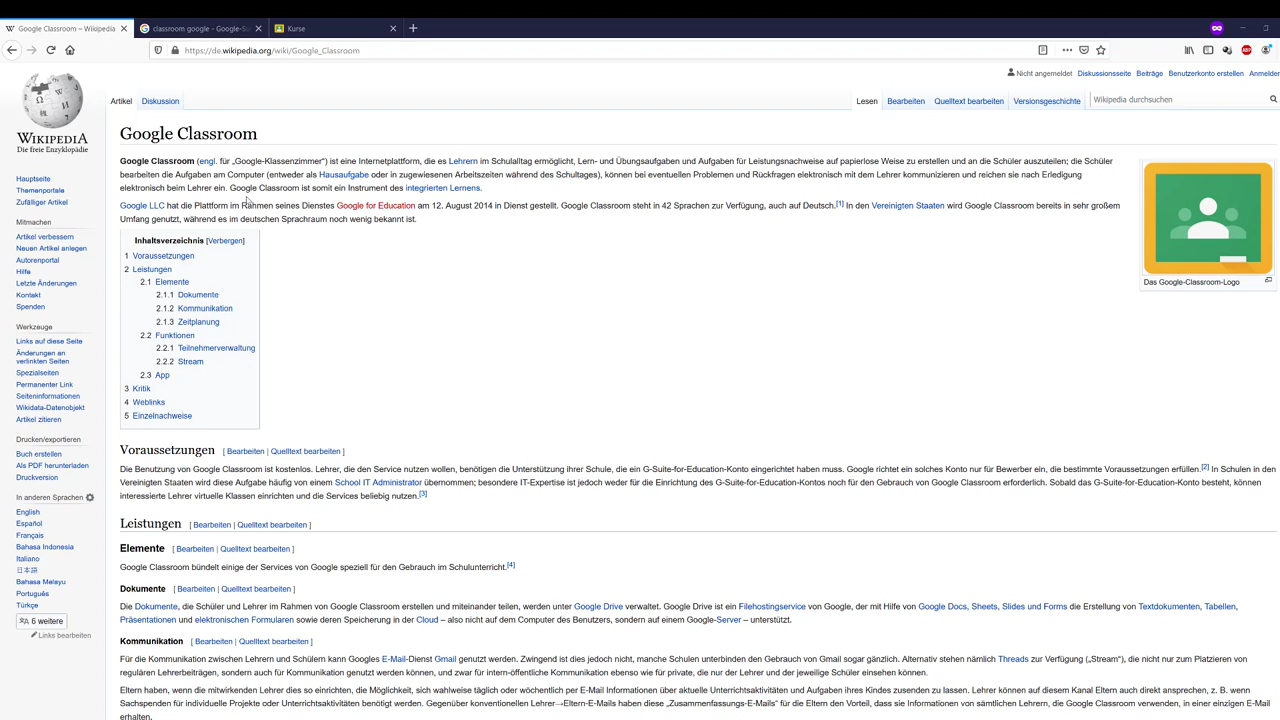 Google Classroom – Wikipedia
classroom google - Google-Su
Kurse
https://de.wikipedia.org/wiki/Google_Classroom
Nicht angemeldet Diskussionsseite Beiträge Benutzerkonto erstellen Anmelden
Artikel Diskussion
Lesen Bearbeiten Quelltext bearbeiten Versionsgeschichte
Wikipedia durchsuchen
WIKIPEDIA
Die freie Enzyklopädie
Hauptseite
Themenportale
Zufälliger Artikel
Mitmachen
Artikel verbessern
Neuen Artikel anlegen
Autorenportal
Hilfe
Letzte Änderungen
Kontakt
Spenden
Werkzeuge
Links auf diese Seite
Änderungen an
verlinkten Seiten
Spezialseiten
Permanenter Link
Seiteninformationen
Wikidata-Datenobjekt
Artikel zitieren
Drucken/exportieren
Buch erstellen
Als PDF herunterladen
Druckversion
In anderen Sprachen
English
Español
Français
Bahasa Indonesia
Italiano
日本語
Bahasa Melayu
Português
Türkçe
6 weitere
Links bearbeiten
Google Classroom
Google Classroom (engl. für „Google-Klassenzimmer“) ist eine Internetplattform, die es Lehrern im Schulalltag ermöglicht, Lern- und Übungsaufgaben und Aufgaben für Leistungsnachweise auf papierlose Weise zu erstellen und an die Schüler auszuteilen; die Schüler
bearbeiten die Aufgaben am Computer (entweder als Hausaufgabe oder in zugewiesenen Arbeitszeiten während des Schultages), können bei eventuellen Problemen und Rückfragen elektronisch mit dem Lehrer kommunizieren und reichen sie nach Erledigung
elektronisch beim Lehrer ein. Google Classroom ist somit ein Instrument des integrierten Lernens.
Google LLC hat die Plattform im Rahmen seines Dienstes Google for Education am 12. August 2014 in Dienst gestellt. Google Classroom steht in 42 Sprachen zur Verfügung, auch auf Deutsch.[1] In den Vereinigten Staaten wird Google Classroom bereits in sehr großem
Umfang genutzt, während es im deutschen Sprachraum noch wenig bekannt ist.
Das Google-Classroom-Logo
Inhaltsverzeichnis [Verbergen]
1 Voraussetzungen
2 Leistungen
2.1 Elemente
2.1.1 Dokumente
2.1.2 Kommunikation
2.1.3 Zeitplanung
2.2 Funktionen
2.2.1 Teilnehmerverwaltung
2.2.2 Stream
2.3 App
3 Kritik
4 Weblinks
5 Einzelnachweise
Voraussetzungen [ Bearbeiten | Quelltext bearbeiten ]
Die Benutzung von Google Classroom ist kostenlos. Lehrer, die den Service nutzen wollen, benötigen die Unterstützung ihrer Schule, die ein G-Suite-for-Education-Konto eingerichtet haben muss. Google richtet ein solches Konto nur für Bewerber ein, die bestimmte Voraussetzungen erfüllen.[2] In Schulen in den
Vereinigten Staaten wird diese Aufgabe häufig von einem School IT Administrator übernommen; besondere IT-Expertise ist jedoch weder für die Einrichtung des G-Suite-for-Education-Kontos noch für den Gebrauch von Google Classroom erforderlich. Sobald das G-Suite-for-Education-Konto besteht, können
interessierte Lehrer virtuelle Klassen einrichten und die Services beliebig nutzen.[3]
Leistungen [ Bearbeiten | Quelltext bearbeiten ]
Elemente [ Bearbeiten | Quelltext bearbeiten ]
Google Classroom bündelt einige der Services von Google speziell für den Gebrauch im Schulunterricht.[4]
Dokumente [ Bearbeiten | Quelltext bearbeiten ]
Die Dokumente, die Schüler und Lehrer im Rahmen von Google Classroom erstellen und miteinander teilen, werden unter Google Drive verwaltet. Google Drive ist ein Filehostingservice von Google, der mit Hilfe von Google Docs, Sheets, Slides und Forms die Erstellung von Textdokumenten, Tabellen,
Präsentationen und elektronischen Formularen sowie deren Speicherung in der Cloud – also nicht auf dem Computer des Benutzers, sondern auf einem Google-Server – unterstützt.
Kommunikation [ Bearbeiten | Quelltext bearbeiten ]
Für die Kommunikation zwischen Lehrern und Schülern kann Googles E-Mail-Dienst Gmail genutzt werden. Zwingend ist dies jedoch nicht, manche Schulen unterbinden den Gebrauch von Gmail sogar gänzlich. Alternativ stehen nämlich Threads zur Verfügung („Stream“), die nicht nur zum Platzieren von
regulären Lehrerbeiträgen, sondern auch für Kommunikation genutzt werden können, und zwar für intern-öffentliche Kommunikation ebenso wie für private, die nur der Lehrer und der jeweilige Schüler einsehen können.
Eltern haben, wenn die mitwirkenden Lehrer dies so einrichten, die Möglichkeit, sich wahlweise täglich oder wöchentlich per E-Mail Informationen über aktuelle Unterrichtsaktivitäten und Aufgaben ihres Kindes zusenden zu lassen. Lehrer können auf diesem Kanal Eltern auch direkt ansprechen, z. B. wenn
Sachspenden für individuelle Projekte oder Unterrichtsaktivitäten benötigt werden. Gegenüber konventionellen Lehrer→Eltern-E-Mails haben diese „Zusammenfassungs-E-Mails“ für die Eltern den Vorteil, dass sie Informationen von sämtlichen Lehrern, die Google Classroom verwenden, in einer einzigen E-Mail
erhalten.